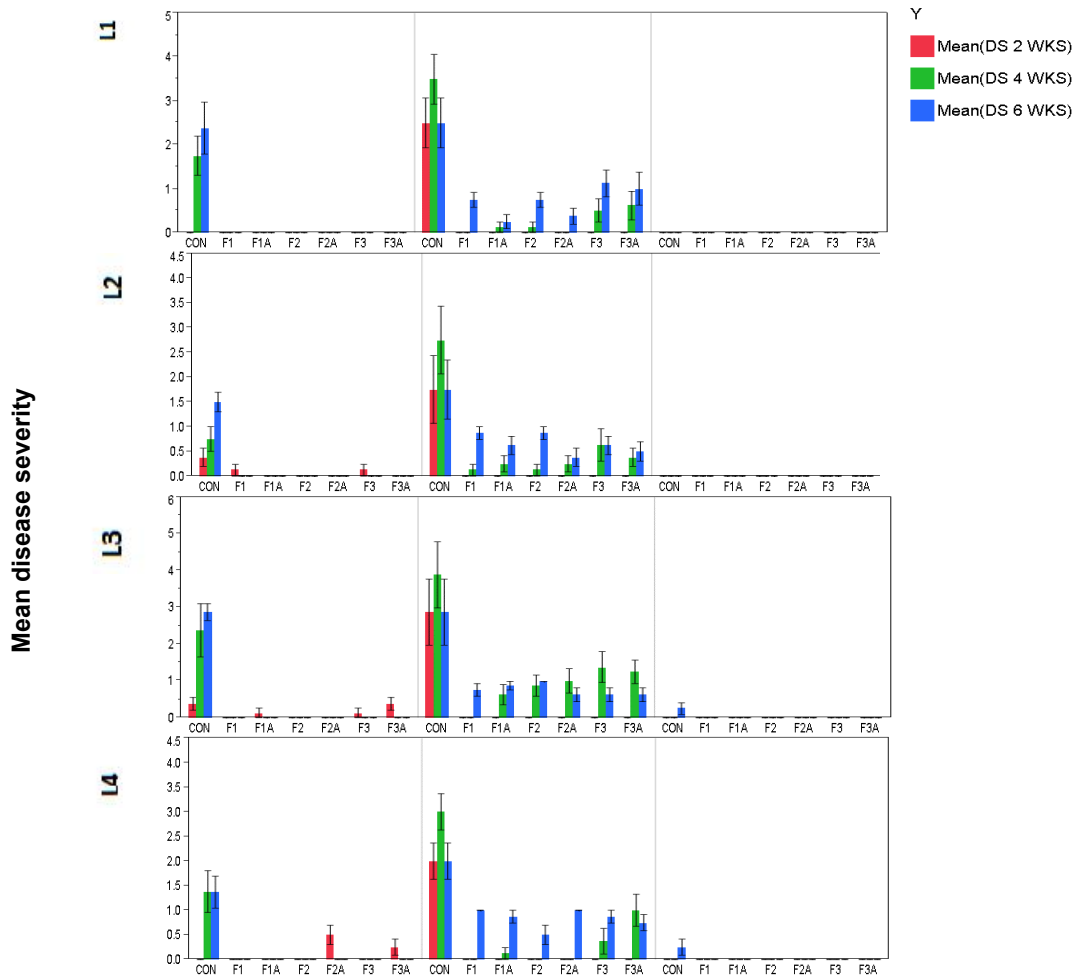 Y
Mean(DS 2 WKS)
Mean(DS 4 WKS)
Mean(DS 6 WKS)
Mean disease severity
L1
5
4
3
2
1
0
CON F1 F1A F2 F2A F3 F3A CON F1 F1A F2 F2A F3 F3A CON F1 F1A F2 F2A F3 F3A
L2
4.5
4.0
3.5
3.0
2.5
2.0
1.5
1.0
0.5
0.0
CON F1 F1A F2 F2A F3 F3A CON F1 F1A F2 F2A F3 F3A CON F1 F1A F2 F2A F3 F3A
L3
6
5
4
3
2
1
0
CON F1 F1A F2 F2A F3 F3A CON F1 F1A F2 F2A F3 F3A CON F1 F1A F2 F2A F3 F3A
L4
4.5
4.0
3.5
3.0
2.5
2.0
1.5
1.0
0.5
0.0
CON F1 F1A F2 F2A F3 F3A CON F1 F1A F2 F2A F3 F3A CON F1 F1A F2 F2A F3 F3A